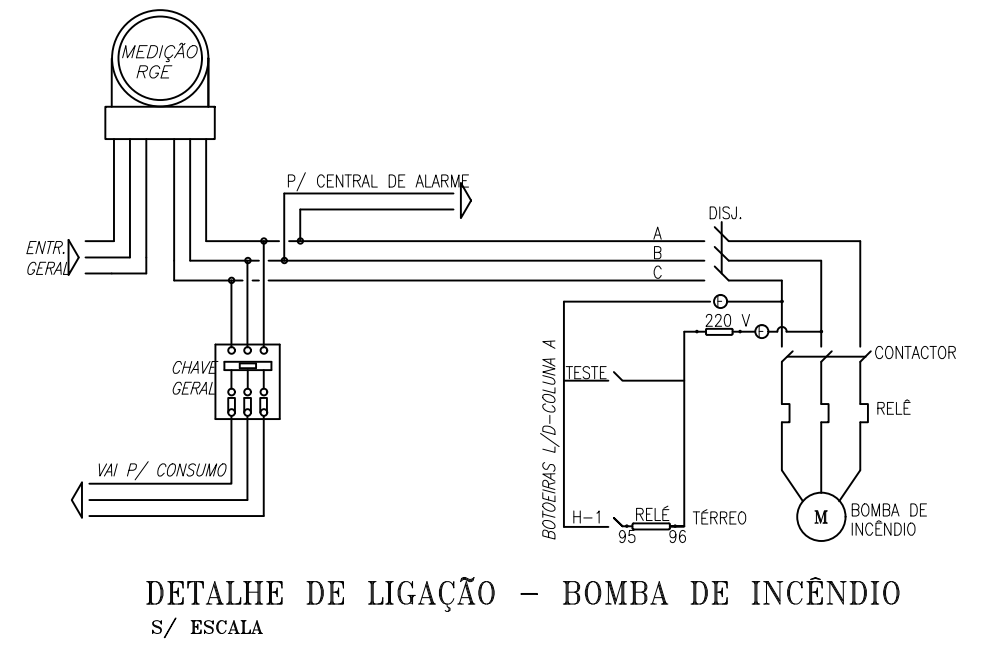 MEDIÇÃO
RGE
P/ CENTRAL DE ALARME
DISJ.
A
ENTR.
GERAL
B
C
F
220 V
F
CHAVE
GERAL
CONTACTOR
TESTE
BOTOEIRAS L/D-COLUNA A
RELÊ
VAI P/ CONSUMO
H-1
RELÉ
95
96
TÉRREO
M
BOMBA DE
INCÊNDIO
DETALHE DE LIGAÇÃO - BOMBA DE INCÊNDIO
S/ ESCALA